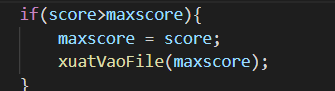 if(score>maxscore){
    maxscore = score;
    xuatVaoFile(maxscore);
}